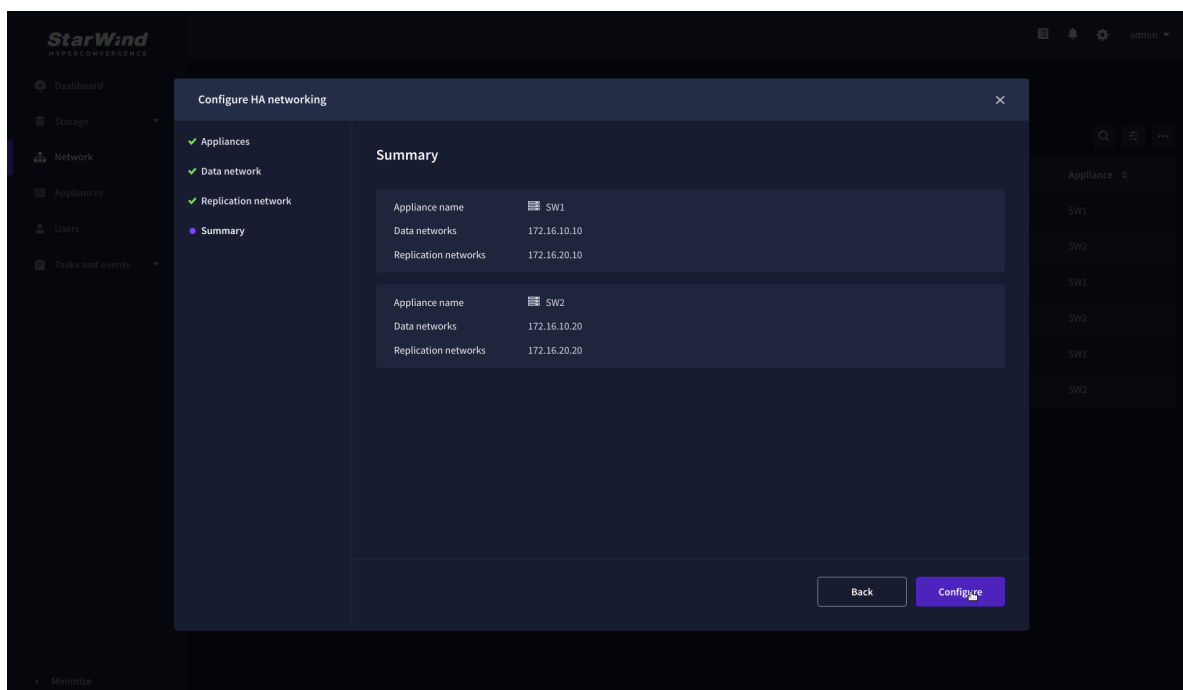 StarWind
HYPERCONVERGENCE
admin
Dashboard
Storage
Network
Appliances
Users
Tasks and events
Minimize
Configure HA networking
Appliances
Data network
Replication network
Summary
Summary
Appliance name SW1
Data networks 172.16.10.10
Replication networks 172.16.20.10
Appliance name SW2
Data networks 172.16.10.20
Replication networks 172.16.20.20
Back Configure
Appliance
SW1
SW2
SW1
SW2
SW1
SW2